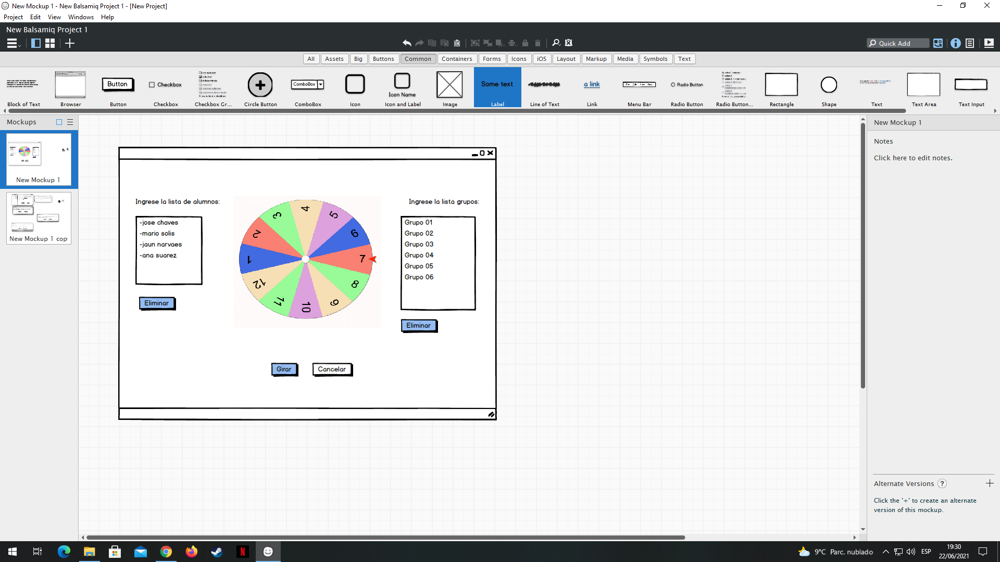 New Mockup 1 - New Balsamiq Project 1 - [New Project]
Project Edit View Windows Help
New Balsamiq Project 1
Quick Add
All Assets Big Buttons Common Containers Forms Icons iOS Layout Markup Media Symbols Text
Button
Checkbox
ComboBox
Icon Name
Some text
a link
Radio Button
Block of Text Browser Button Checkbox Checkbox Gr... Circle Button ComboBox Icon Icon and Label Image Label Line of Text Link Menu Bar Radio Button Radio Button... Rectangle Shape Text Text Area Text Input
Mockups
New Mockup 1
New Mockup 1 cop
Ingrese la lista de alumnos:
-jose chaves
-mario solis
-jaun narvaes
-ana suarez
Eliminar
1
2
3
4
5
6
7
8
9
10
11
12
Ingrese la lista grupos:
Grupo 01
Grupo 02
Grupo 03
Grupo 04
Grupo 05
Grupo 06
Eliminar
Girar
Cancelar
New Mockup 1
Notes
Click here to edit notes.
Alternate Versions ?
Click the '+' to create an alternate
version of this mockup.
9°C Parc. nublado
ESP
19:30
22/06/2021